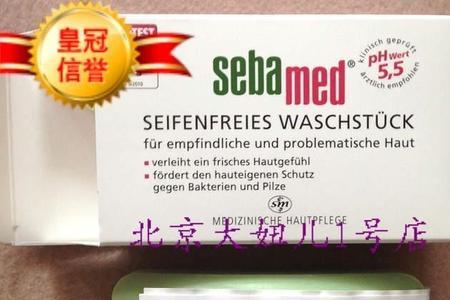 皇冠
信誉
TEST
sebamed®
klinisch geprüft
pH Wert
5,5
ärztlich empfohlen
SEIFENFREIES WASCHSTÜCK
für empfindliche und problematische Haut
• verleiht ein frisches Hautgefühl
• fördert den hauteigenen Schutz
gegen Bakterien und Pilze
sm
MEDIZINISCHE HAUTPFLEGE
北京大妞儿1号店